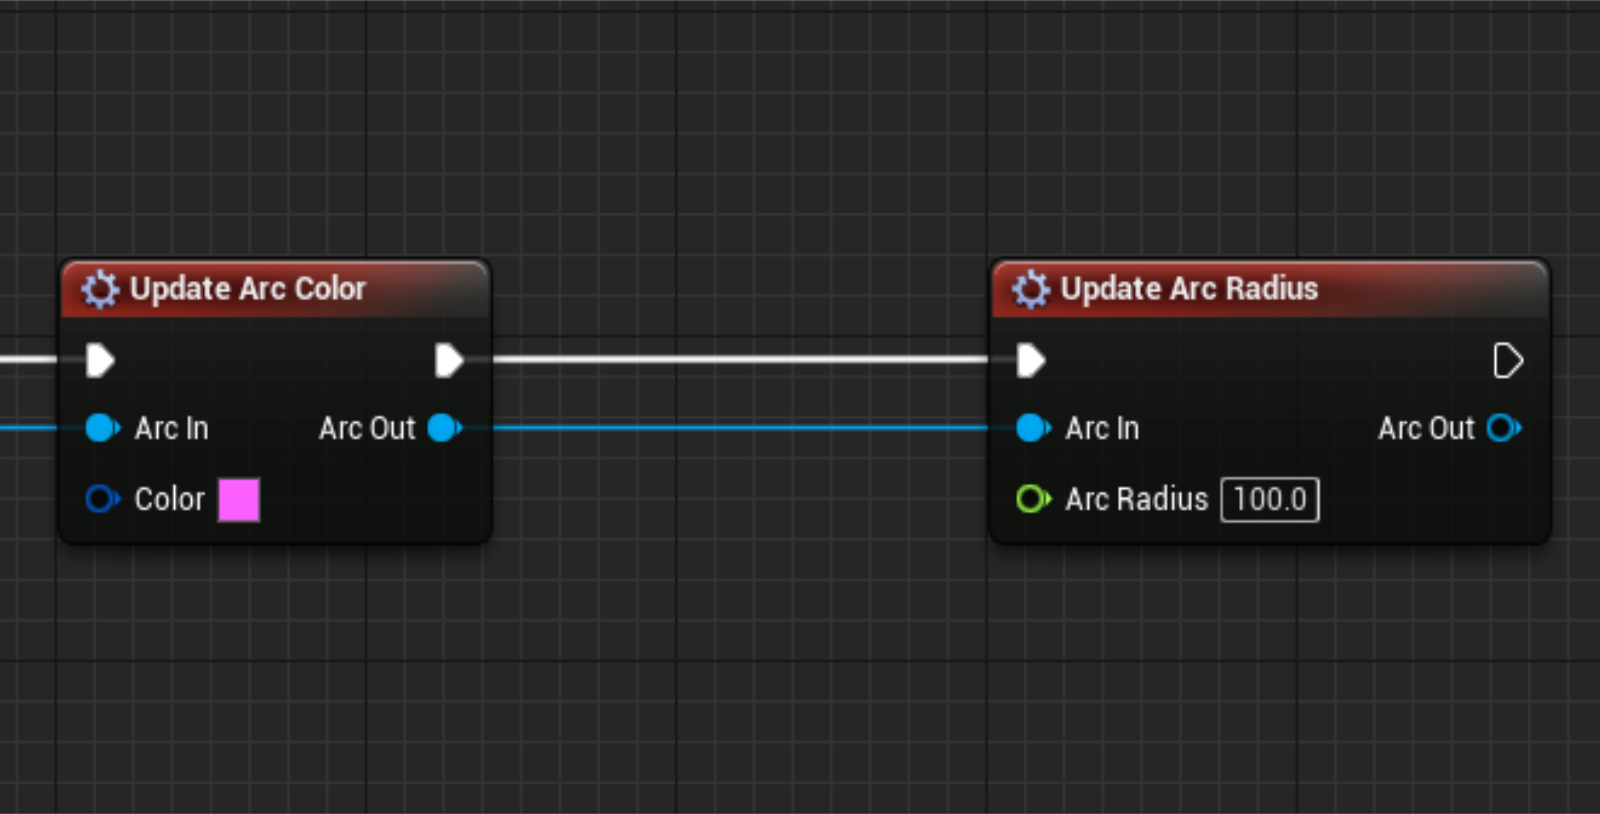 Update Arc Color
Arc In
Arc Out
Color
Update Arc Radius
Arc In
Arc Out
Arc Radius 100.0